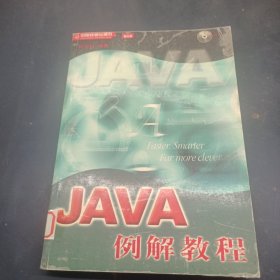 JAVA
Faster, Smarter
Far more clever
JAVA
例解教程